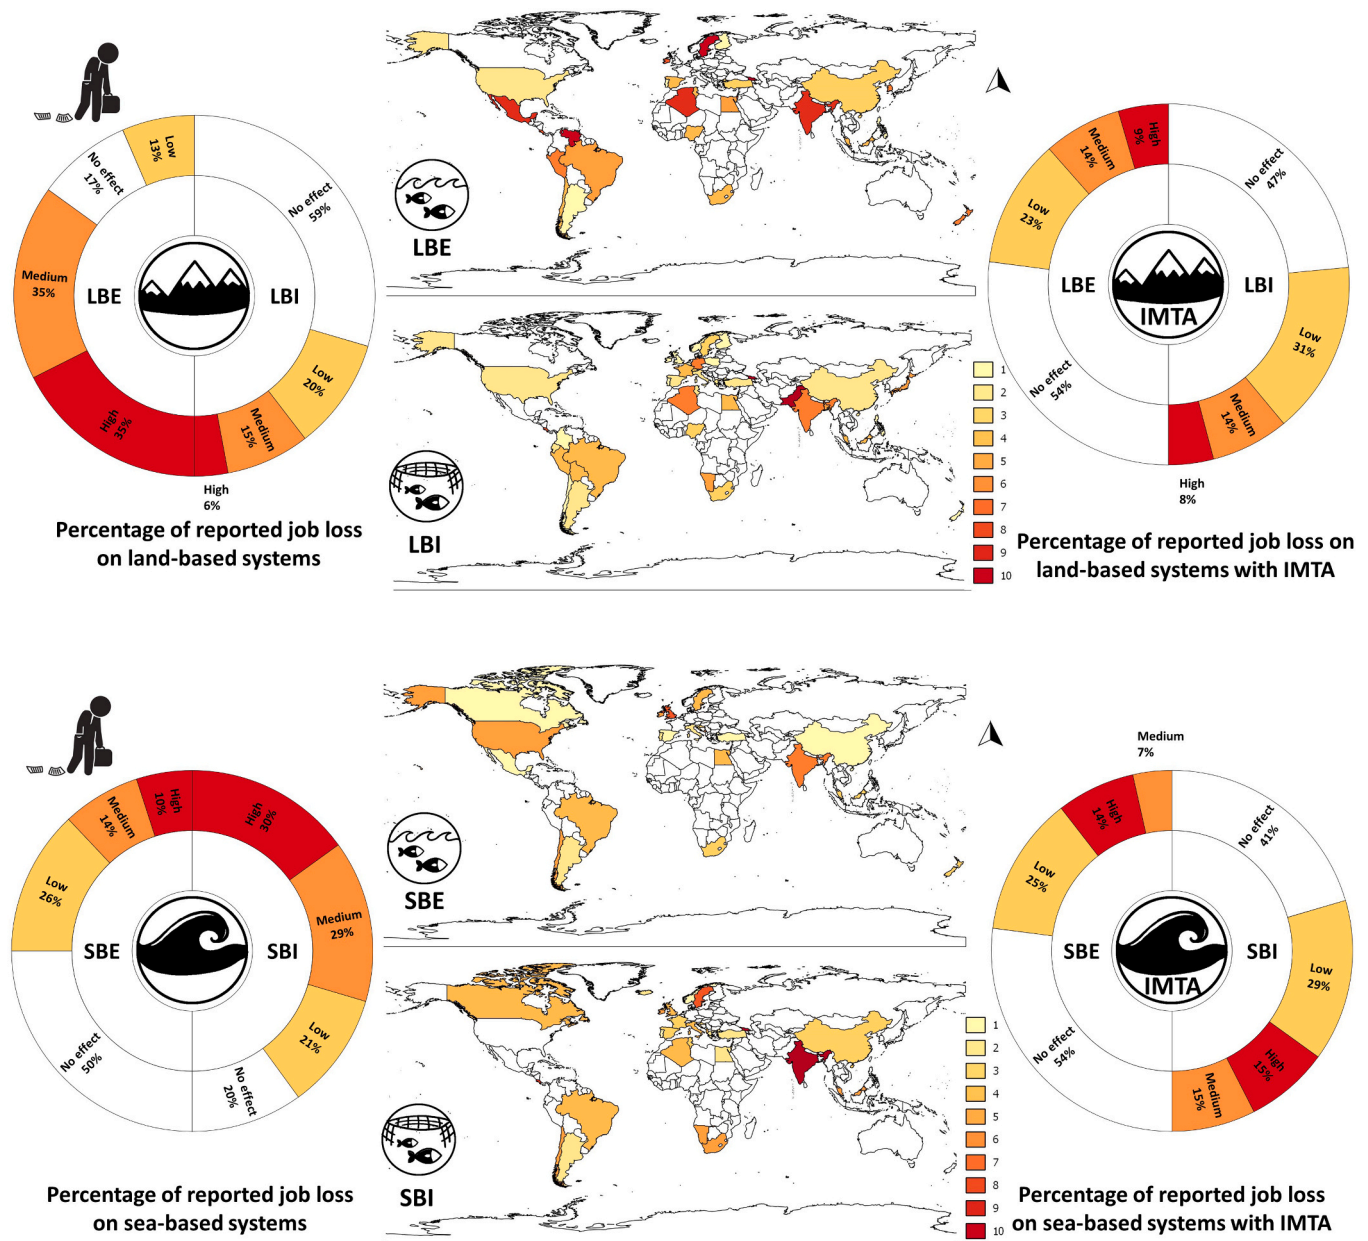 Low
13%
No effect
17%
No effect
59%
Medium
35%
LBE
LBI
Low
20%
Medium
15%
High
35%
High
6%
Percentage of reported job loss
on land-based systems
LBE
LBI
1
2
3
4
5
6
7
8
9
10
High
9%
Medium
14%
No effect
47%
Low
23%
LBE
IMTA
LBI
Low
31%
No effect
54%
Medium
14%
High
8%
Percentage of reported job loss on
land-based systems with IMTA
High
10%
High
30%
Medium
14%
Low
26%
Medium
29%
SBE
SBI
Low
21%
No effect
50%
No effect
20%
Percentage of reported job loss
on sea-based systems
SBE
SBI
1
2
3
4
5
6
7
8
9
10
Medium
7%
High
14%
No effect
41%
Low
25%
SBE
IMTA
SBI
Low
29%
No effect
54%
High
15%
Medium
15%
Percentage of reported job loss
on sea-based systems with IMTA